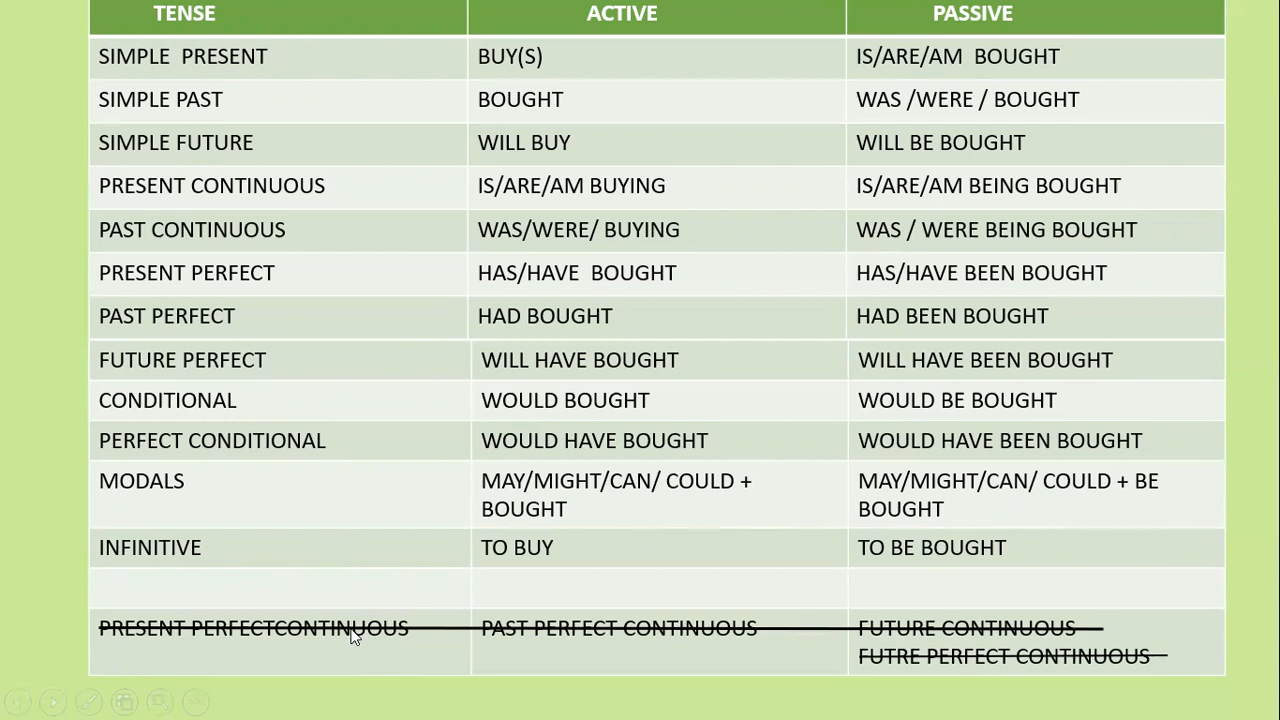 TENSE ACTIVE PASSIVE
SIMPLE PRESENT BUY(S) IS/ARE/AM BOUGHT
SIMPLE PAST BOUGHT WAS /WERE / BOUGHT
SIMPLE FUTURE WILL BUY WILL BE BOUGHT
PRESENT CONTINUOUS IS/ARE/AM BUYING IS/ARE/AM BEING BOUGHT
PAST CONTINUOUS WAS/WERE/ BUYING WAS / WERE BEING BOUGHT
PRESENT PERFECT HAS/HAVE BOUGHT HAS/HAVE BEEN BOUGHT
PAST PERFECT HAD BOUGHT HAD BEEN BOUGHT
FUTURE PERFECT WILL HAVE BOUGHT WILL HAVE BEEN BOUGHT
CONDITIONAL WOULD BOUGHT WOULD BE BOUGHT
PERFECT CONDITIONAL WOULD HAVE BOUGHT WOULD HAVE BEEN BOUGHT
MODALS MAY/MIGHT/CAN/ COULD + MAY/MIGHT/CAN/ COULD + BE
BOUGHT BOUGHT
INFINITIVE TO BUY TO BE BOUGHT
PRESENT PERFECTCONTINUOUS PAST PERFECT CONTINUOUS FUTURE CONTINUOUS
FUTRE PERFECT CONTINUOUS